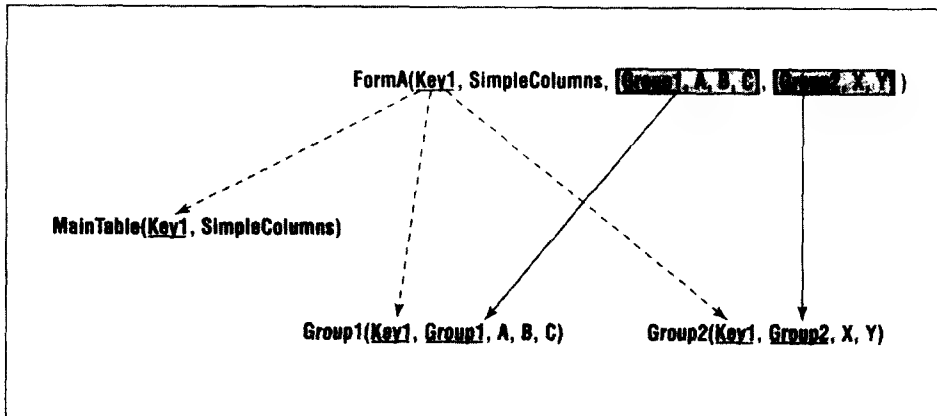 FormA(Key1, SimpleColumns, (Group1, A, B, C), (Group2, X, Y) )
MainTable(Key1, SimpleColumns)
Group1(Key1, Group1, A, B, C) Group2(Key1, Group2, X, Y)